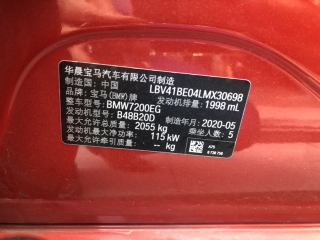 华晨宝马汽车有限公司制造
中国 LBV41BE04LMX30698
品牌：宝马(BMW)牌 发动机排量：1998 mL
整车型号：BMW7200EG
发动机型号：B48B20D 制造年月：2020-05
最大允许总质量：2055 kg 乘坐人数：5
发动机最大净功率：115 kW
最大允许牵引质量：-- kg